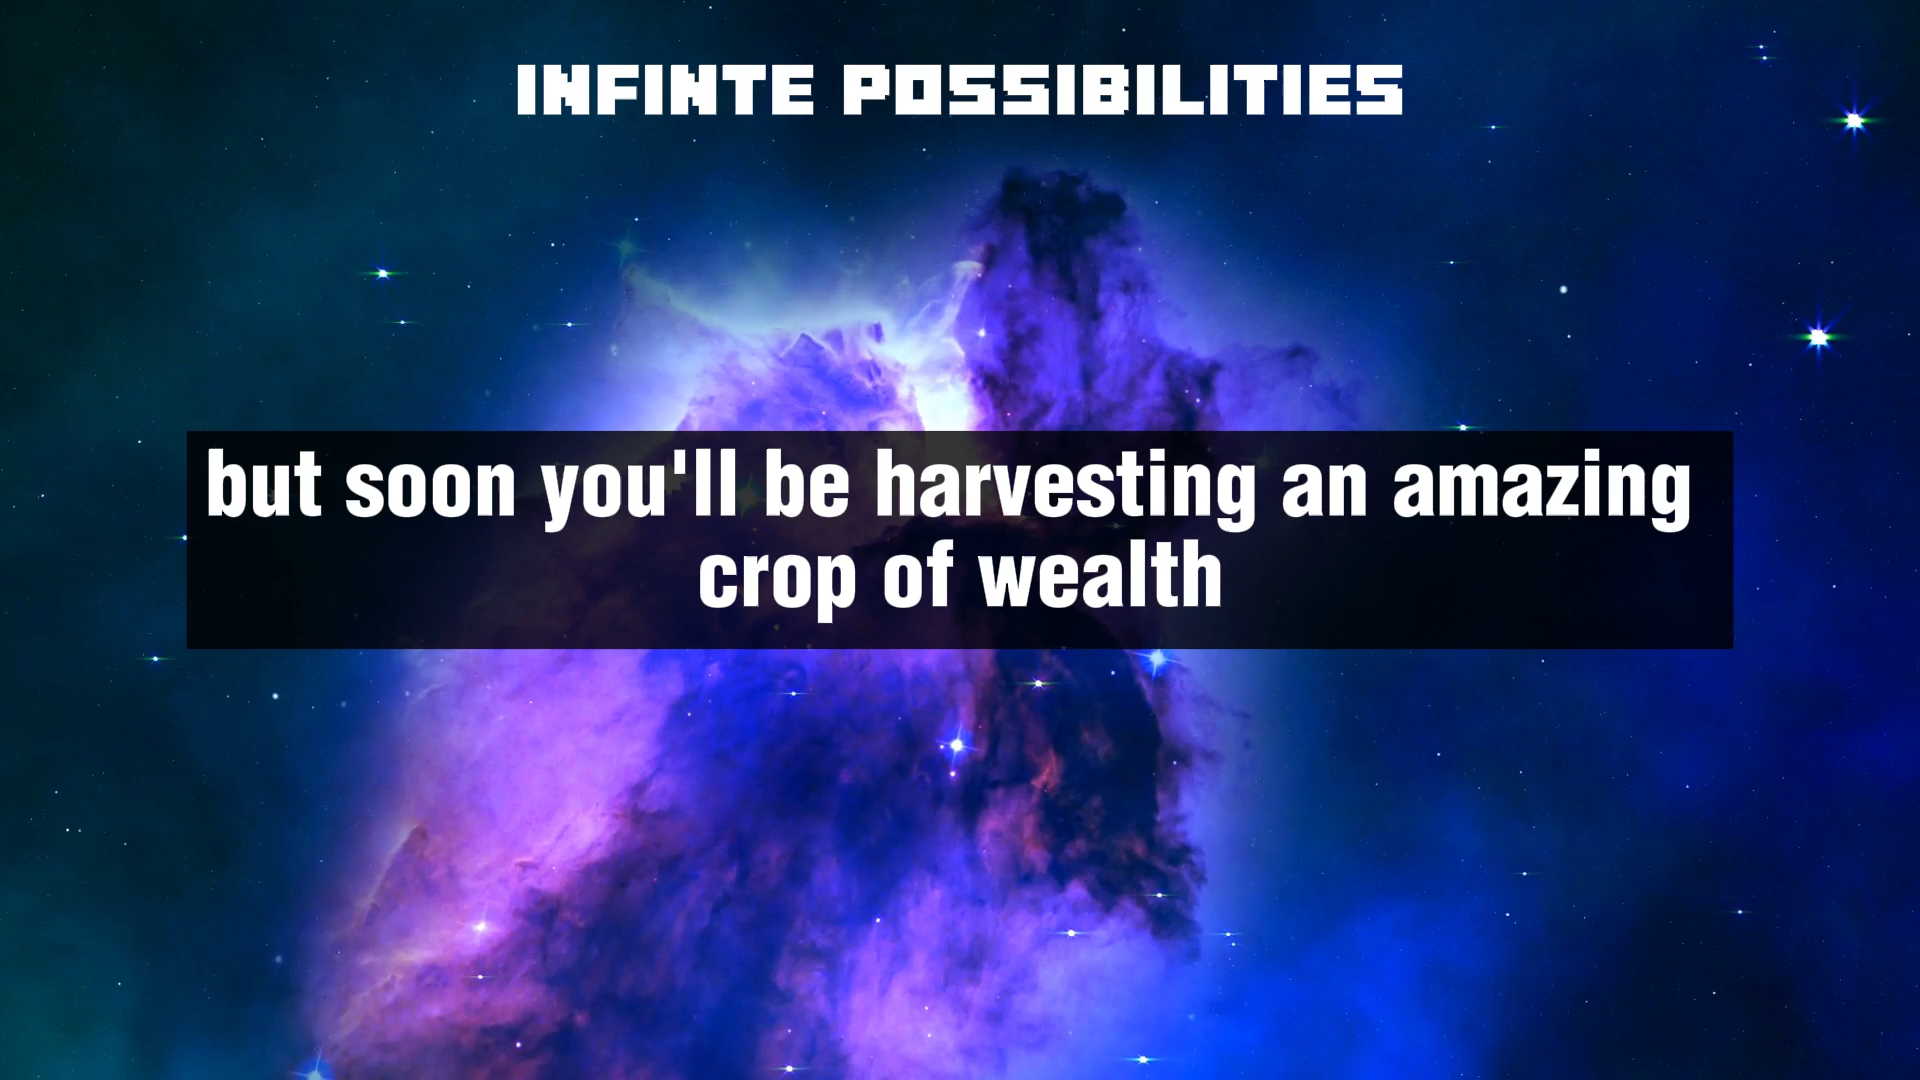 INFINTE POSSIBILITIES
but soon you'll be harvesting an amazing
crop of wealth